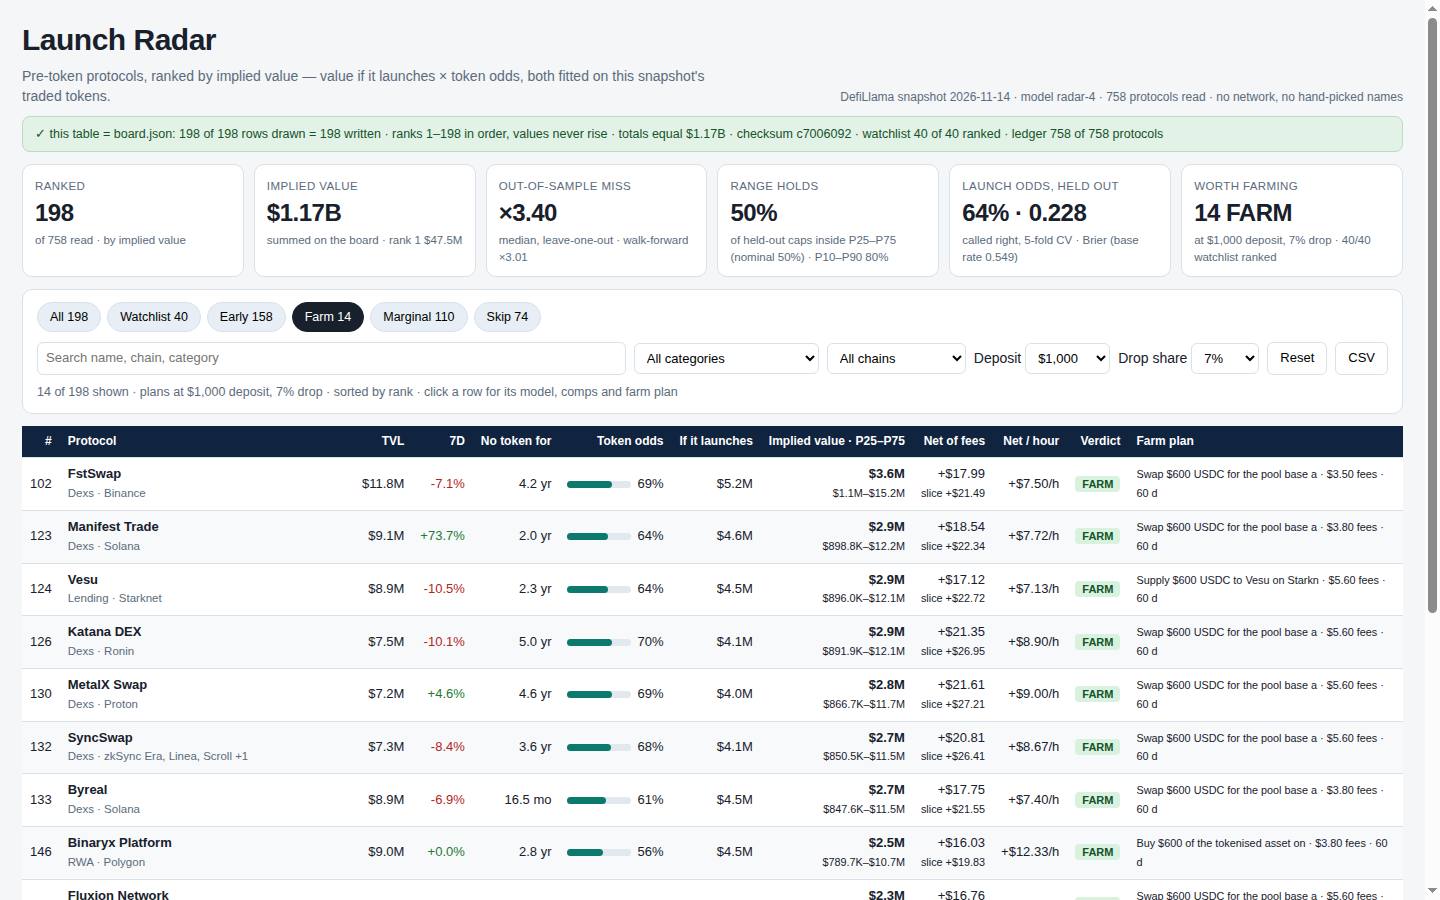 Launch Radar
Pre-token protocols, ranked by implied value — value if it launches × token odds, both fitted on this snapshot's
traded tokens.
DefiLlama snapshot 2026-11-14 · model radar-4 · 758 protocols read · no network, no hand-picked names
✓ this table = board.json: 198 of 198 rows drawn = 198 written · ranks 1–198 in order, values never rise · totals equal $1.17B · checksum c7006092 · watchlist 40 of 40 ranked · ledger 758 of 758 protocols
RANKED
198
of 758 read · by implied value
IMPLIED VALUE
$1.17B
summed on the board · rank 1 $47.5M
OUT-OF-SAMPLE MISS
×3.40
median, leave-one-out · walk-forward
×3.01
RANGE HOLDS
50%
of held-out caps inside P25–P75
(nominal 50%) · P10–P90 80%
LAUNCH ODDS, HELD OUT
64% · 0.228
called right, 5-fold CV · Brier (base
rate 0.549)
WORTH FARMING
14 FARM
at $1,000 deposit, 7% drop · 40/40
watchlist ranked
All 198 Watchlist 40 Early 158 Farm 14 Marginal 110 Skip 74
Search name, chain, category All categories All chains Deposit $1,000 Drop share 7% Reset CSV
14 of 198 shown · plans at $1,000 deposit, 7% drop · sorted by rank · click a row for its model, comps and farm plan
# Protocol TVL 7D No token for Token odds If it launches Implied value · P25–P75 Net of fees Net / hour Verdict Farm plan
102 FstSwap $11.8M -7.1% 4.2 yr 69% $5.2M $3.6M +$17.99 +$7.50/h FARM Swap $600 USDC for the pool base a · $3.50 fees ·
Dexs · Binance $1.1M–$15.2M slice +$21.49 60 d
123 Manifest Trade $9.1M +73.7% 2.0 yr 64% $4.6M $2.9M +$18.54 +$7.72/h FARM Swap $600 USDC for the pool base a · $3.80 fees ·
Dexs · Solana $898.8K–$12.2M slice +$22.34 60 d
124 Vesu $8.9M -10.5% 2.3 yr 64% $4.5M $2.9M +$17.12 +$7.13/h FARM Supply $600 USDC to Vesu on Starkn · $5.60 fees ·
Lending · Starknet $896.0K–$12.1M slice +$22.72 60 d
126 Katana DEX $7.5M -10.1% 5.0 yr 70% $4.1M $2.9M +$21.35 +$8.90/h FARM Swap $600 USDC for the pool base a · $5.60 fees ·
Dexs · Ronin $891.9K–$12.1M slice +$26.95 60 d
130 MetalX Swap $7.2M +4.6% 4.6 yr 69% $4.0M $2.8M +$21.61 +$9.00/h FARM Swap $600 USDC for the pool base a · $5.60 fees ·
Dexs · Proton $866.7K–$11.7M slice +$27.21 60 d
132 SyncSwap $7.3M -8.4% 3.6 yr 68% $4.1M $2.7M +$20.81 +$8.67/h FARM Swap $600 USDC for the pool base a · $5.60 fees ·
Dexs · zkSync Era, Linea, Scroll +1 $850.5K–$11.5M slice +$26.41 60 d
133 Byreal $8.9M -6.9% 16.5 mo 61% $4.5M $2.7M +$17.75 +$7.40/h FARM Swap $600 USDC for the pool base a · $3.80 fees ·
Dexs · Solana $847.6K–$11.5M slice +$21.55 60 d
146 Binaryx Platform $9.0M +0.0% 2.8 yr 56% $4.5M $2.5M +$16.03 +$12.33/h FARM Buy $600 of the tokenised asset on · $3.80 fees · 60
RWA · Polygon $789.7K–$10.7M slice +$19.83 d
Fluxion Network $2.3M +$16.76 Swap $600 USDC for the pool base a · $5.60 fees ·